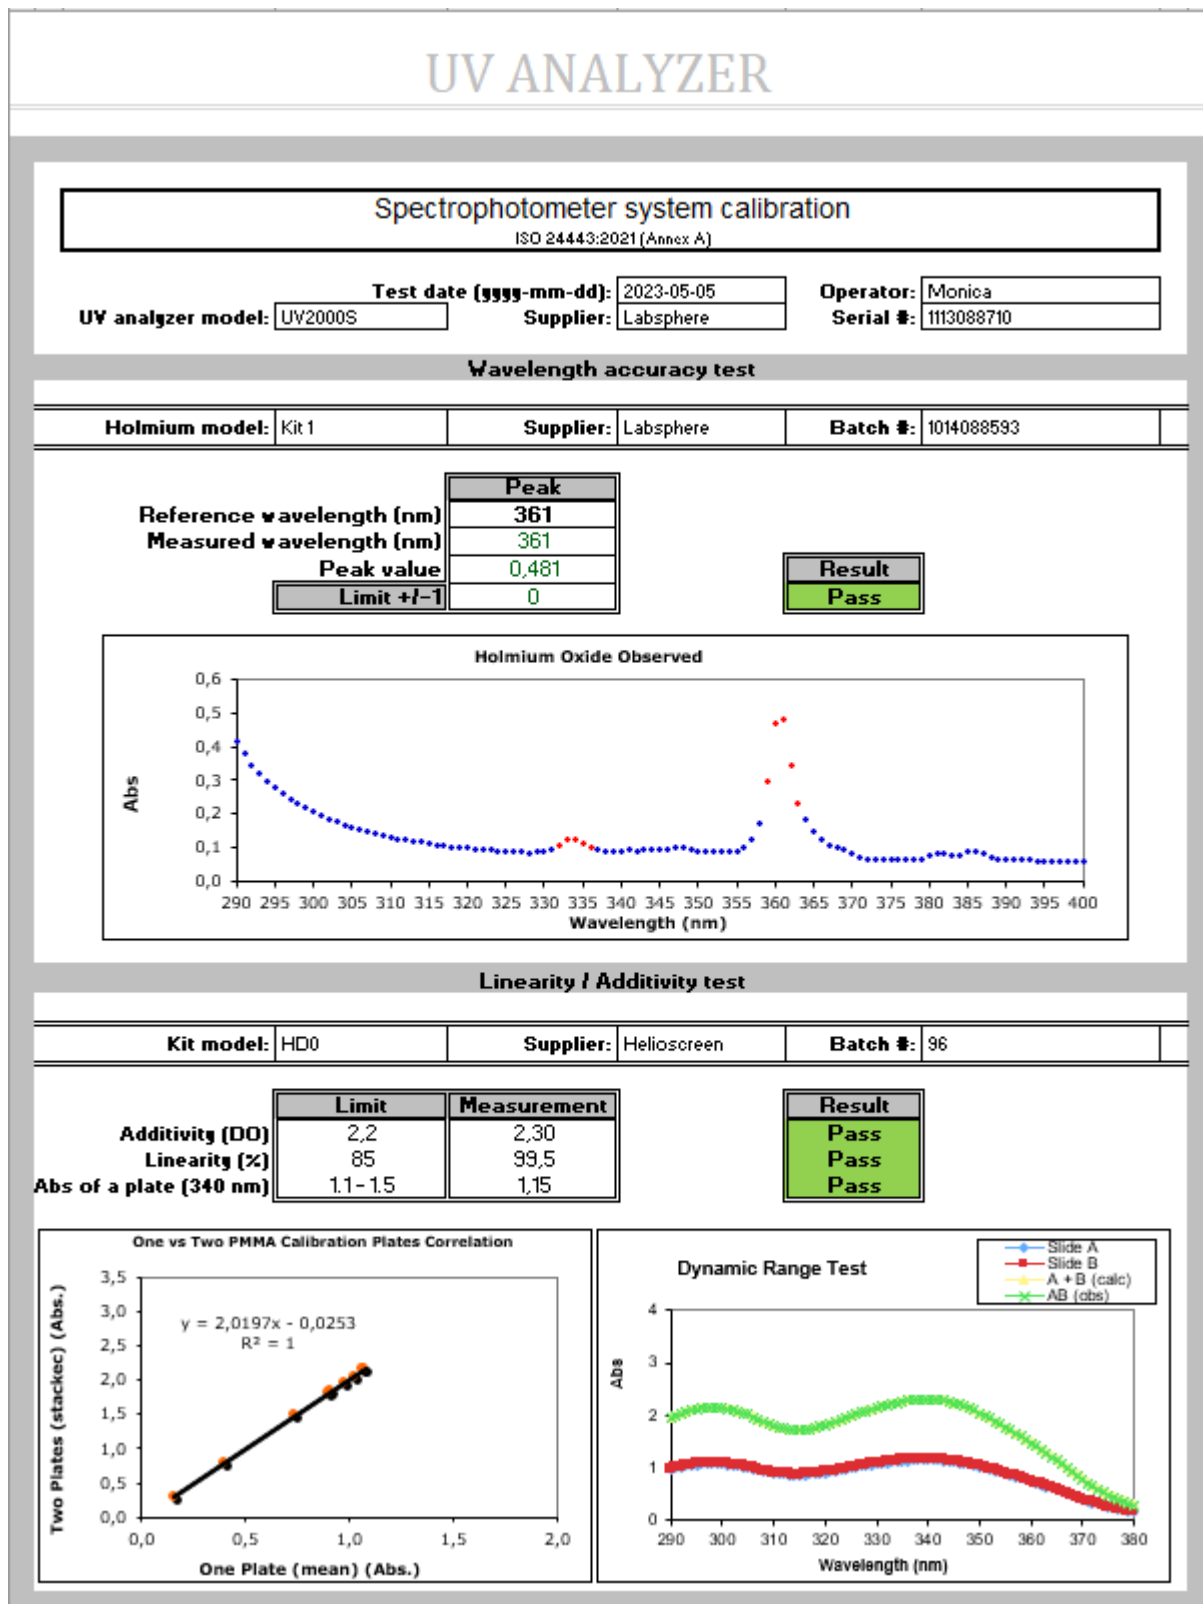 UV ANALYZER
Spectrophotometer system calibration
ISO 24443:2021 (Annex A)
Test date (yyyy-mm-dd): 2023-05-05 Operator: Monica
UV analyzer model: UV2000S Supplier: Labsphere Serial #: 1113088710
Wavelength accuracy test
Holmium model: Kit 1 Supplier: Labsphere Batch #: 1014088593
Peak
Reference wavelength (nm) 361
Measured wavelength (nm) 361
Peak value 0,481 Result
Limit +/-1 0 Pass
Holmium Oxide Observed
0,6
0,5
0,4
0,3
0,2
0,1
0,0
Abs
290 295 300 305 310 315 320 325 330 335 340 345 350 355 360 365 370 375 380 385 390 395 400
Wavelength (nm)
Linearity / Additivity test
Kit model: HD0 Supplier: Helioscreen Batch #: 96
Limit Measurement Result
Additivity (DO) 2,2 2,30 Pass
Linearity (%) 85 99,5 Pass
Abs of a plate (340 nm) 1.1 - 1.5 1,15 Pass
One vs Two PMMA Calibration Plates Correlation
3,5
3,0
2,5
2,0
1,5
1,0
0,5
0,0
Two Plates (stackec) (Abs.)
y = 2,0197x - 0,0253
R² = 1
0,0 0,5 1,0 1,5 2,0
One Plate (mean) (Abs.)
Dynamic Range Test
Slide A
Slide B
A + B (calc)
AB (obs)
4
3
2
1
0
Abs
290 300 310 320 330 340 350 360 370 380
Wavelength (nm)